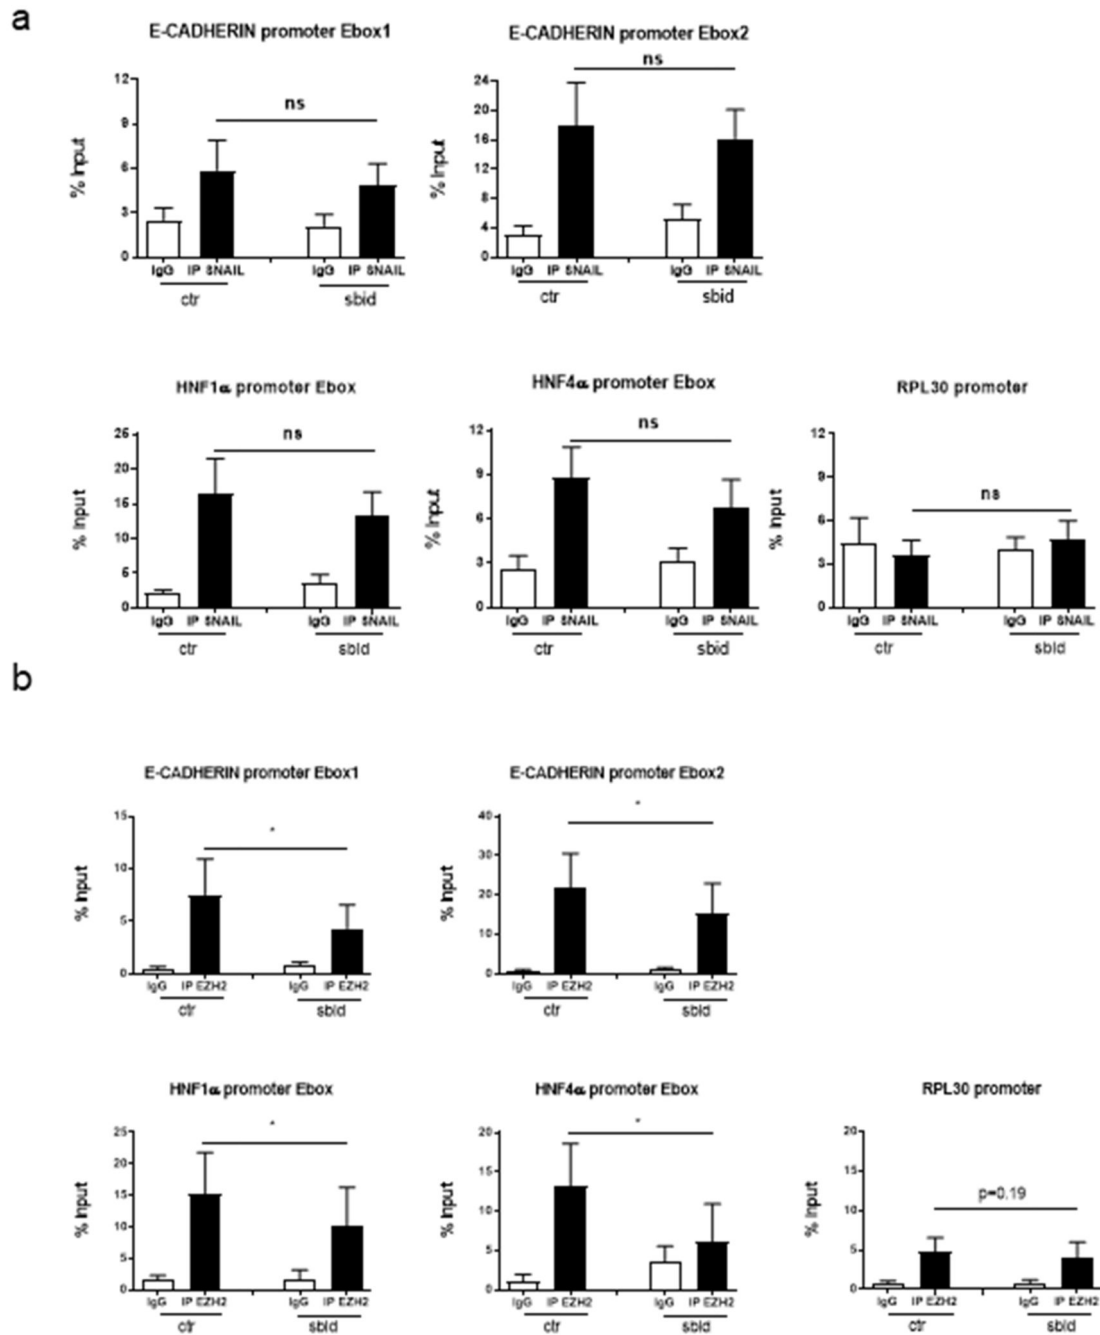 a
E-CADHERIN promoter Ebox1
% Input
12
9
6
3
0
ns
IgG IP SNAIL IgG IP SNAIL
ctr sbid
E-CADHERIN promoter Ebox2
% Input
24
20
16
12
8
4
0
ns
IgG IP SNAIL IgG IP SNAIL
ctr sbid
HNF1α promoter Ebox
% Input
25
20
15
10
5
0
ns
IgG IP SNAIL IgG IP SNAIL
ctr sbid
HNF4α promoter Ebox
% Input
12
9
6
3
0
ns
IgG IP SNAIL IgG IP SNAIL
ctr sbid
RPL30 promoter
% Input
12
9
6
3
0
ns
IgG IP SNAIL IgG IP SNAIL
ctr sbid
b
E-CADHERIN promoter Ebox1
% Input
15
10
5
0
*
IgG IP EZH2 IgG IP EZH2
ctr sbid
E-CADHERIN promoter Ebox2
% Input
40
30
20
10
0
*
IgG IP EZH2 IgG IP EZH2
ctr sbid
HNF1α promoter Ebox
% Input
25
20
15
10
5
0
*
IgG IP EZH2 IgG IP EZH2
ctr sbid
HNF4α promoter Ebox
% Input
20
15
10
5
0
*
IgG IP EZH2 IgG IP EZH2
ctr sbid
RPL30 promoter
% Input
20
15
10
5
0
p=0.19
IgG IP EZH2 IgG IP EZH2
ctr sbid